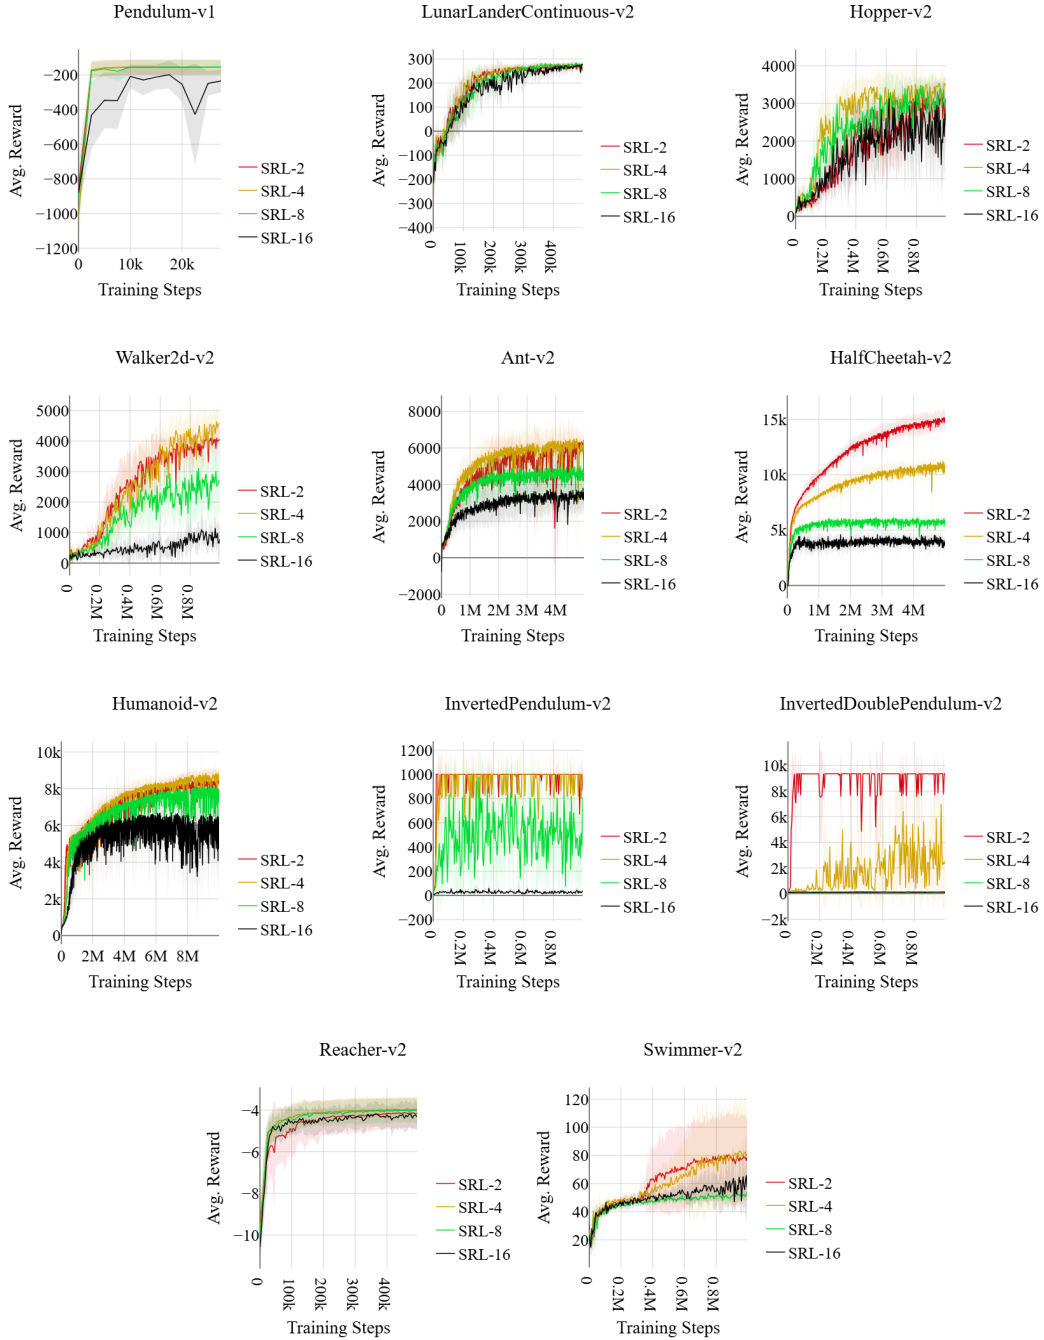 Pendulum-v1
Avg. Reward
−200
−400
−600
−800
−1000
−1200
0
10k
20k
Training Steps
SRL-2
SRL-4
SRL-8
SRL-16
LunarLanderContinuous-v2
Avg. Reward
300
200
100
0
−100
−200
−300
−400
0
100k
200k
300k
400k
Training Steps
SRL-2
SRL-4
SRL-8
SRL-16
Hopper-v2
Avg. Reward
4000
3000
2000
1000
0
0
0.2M
0.4M
0.6M
0.8M
Training Steps
SRL-2
SRL-4
SRL-8
SRL-16
Walker2d-v2
Avg. Reward
5000
4000
3000
2000
1000
0
0
0.2M
0.4M
0.6M
0.8M
Training Steps
SRL-2
SRL-4
SRL-8
SRL-16
Ant-v2
Avg. Reward
8000
6000
4000
2000
0
−2000
0
1M
2M
3M
4M
Training Steps
SRL-2
SRL-4
SRL-8
SRL-16
HalfCheetah-v2
Avg. Reward
15k
10k
5k
0
0
1M
2M
3M
4M
Training Steps
SRL-2
SRL-4
SRL-8
SRL-16
Humanoid-v2
Avg. Reward
10k
8k
6k
4k
2k
0
0
2M
4M
6M
8M
Training Steps
SRL-2
SRL-4
SRL-8
SRL-16
InvertedPendulum-v2
Avg. Reward
1200
1000
800
600
400
200
0
−200
0
0.2M
0.4M
0.6M
0.8M
Training Steps
SRL-2
SRL-4
SRL-8
SRL-16
InvertedDoublePendulum-v2
Avg. Reward
10k
8k
6k
4k
2k
0
−2k
0
0.2M
0.4M
0.6M
0.8M
Training Steps
SRL-2
SRL-4
SRL-8
SRL-16
Reacher-v2
Avg. Reward
−4
−6
−8
−10
0
100k
200k
300k
400k
Training Steps
SRL-2
SRL-4
SRL-8
SRL-16
Swimmer-v2
Avg. Reward
120
100
80
60
40
20
0
0.2M
0.4M
0.6M
0.8M
Training Steps
SRL-2
SRL-4
SRL-8
SRL-16